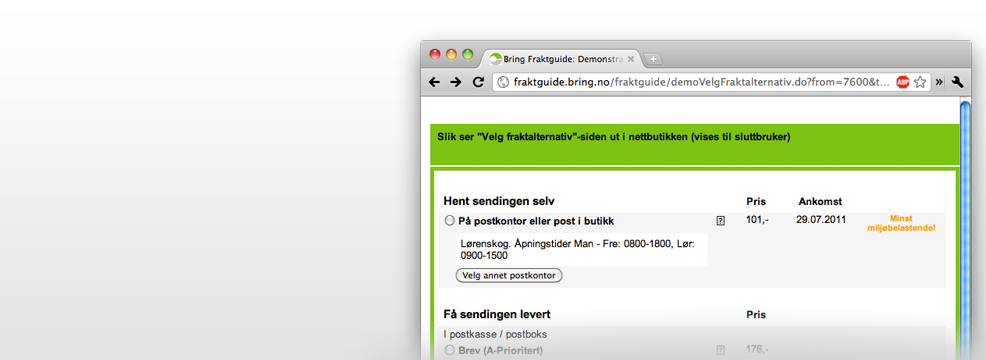 Bring Fraktguide: Demonstra
fraktguide.bring.no/fraktguide/demoVelgFraktalternativ.do?from=7600&t...
ABP
»
Slik ser "Velg fraktalternativ"-siden ut i nettbutikken (vises til sluttbruker)
Hent sendingen selv Pris Ankomst
På postkontor eller post i butikk ? 101,- 29.07.2011 Minst
miljøbelastende!
Lørenskog. Åpningstider Man - Fre: 0800-1800, Lør:
0900-1500
Velg annet postkontor
Få sendingen levert Pris
I postkasse / postboks
Brev (A-Prioritert) ? 176,-